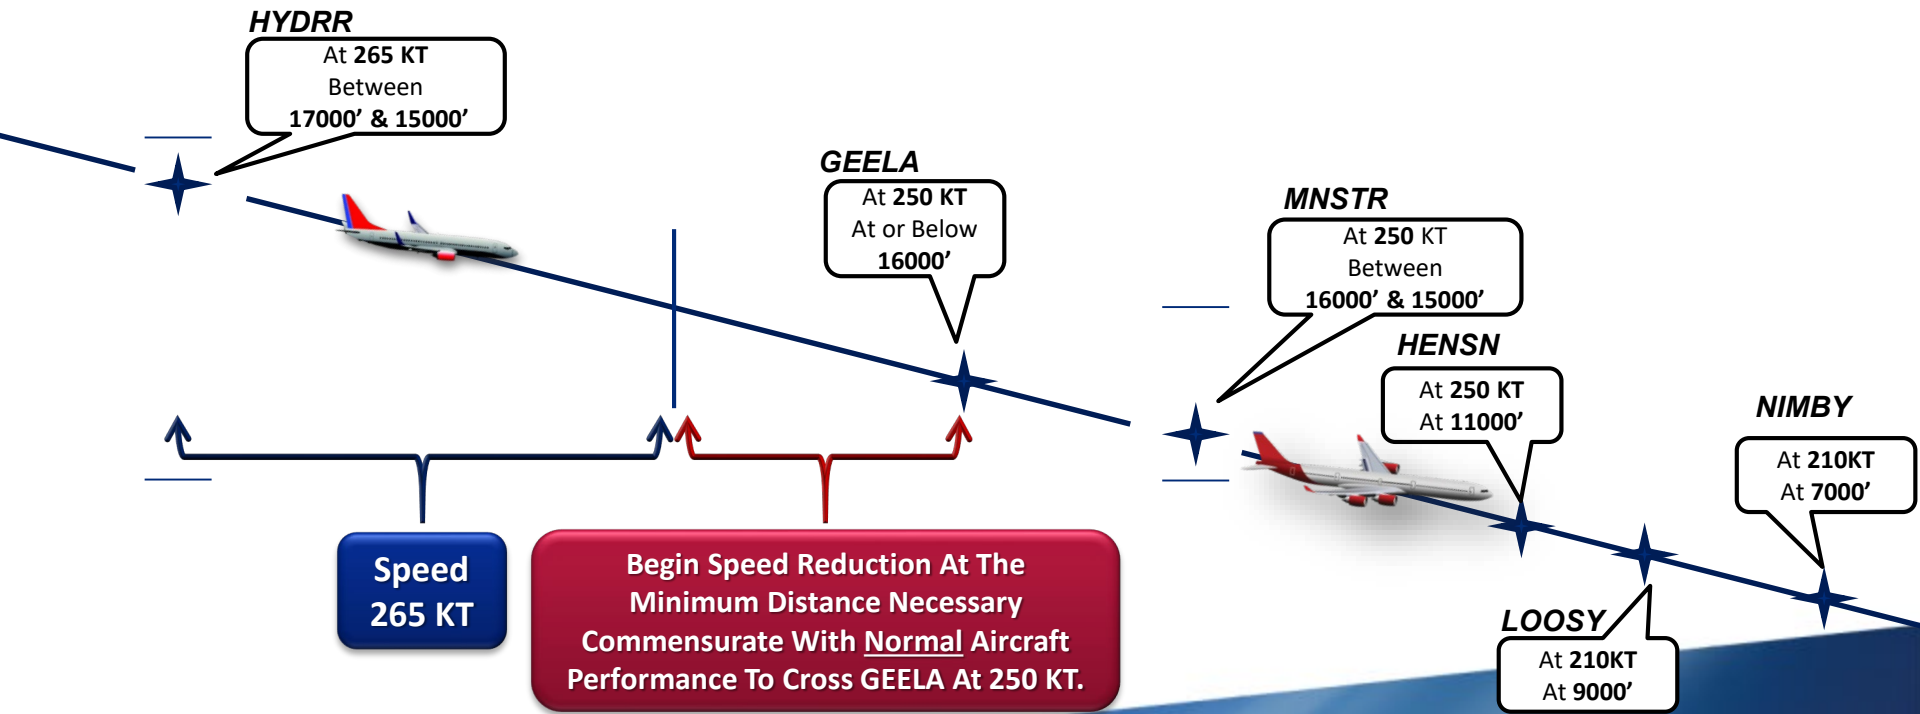 HYDRR
At 265 KT
Between
17000’ & 15000’
GEELA
At 250 KT
At or Below
16000’
MNSTR
At 250 KT
Between
16000’ & 15000’
HENSN
At 250 KT
At 11000’
NIMBY
At 210KT
At 7000’
Speed
265 KT
Begin Speed Reduction At The
Minimum Distance Necessary
Commensurate With Normal Aircraft
Performance To Cross GEELA At 250 KT.
LOOSY
At 210KT
At 9000’